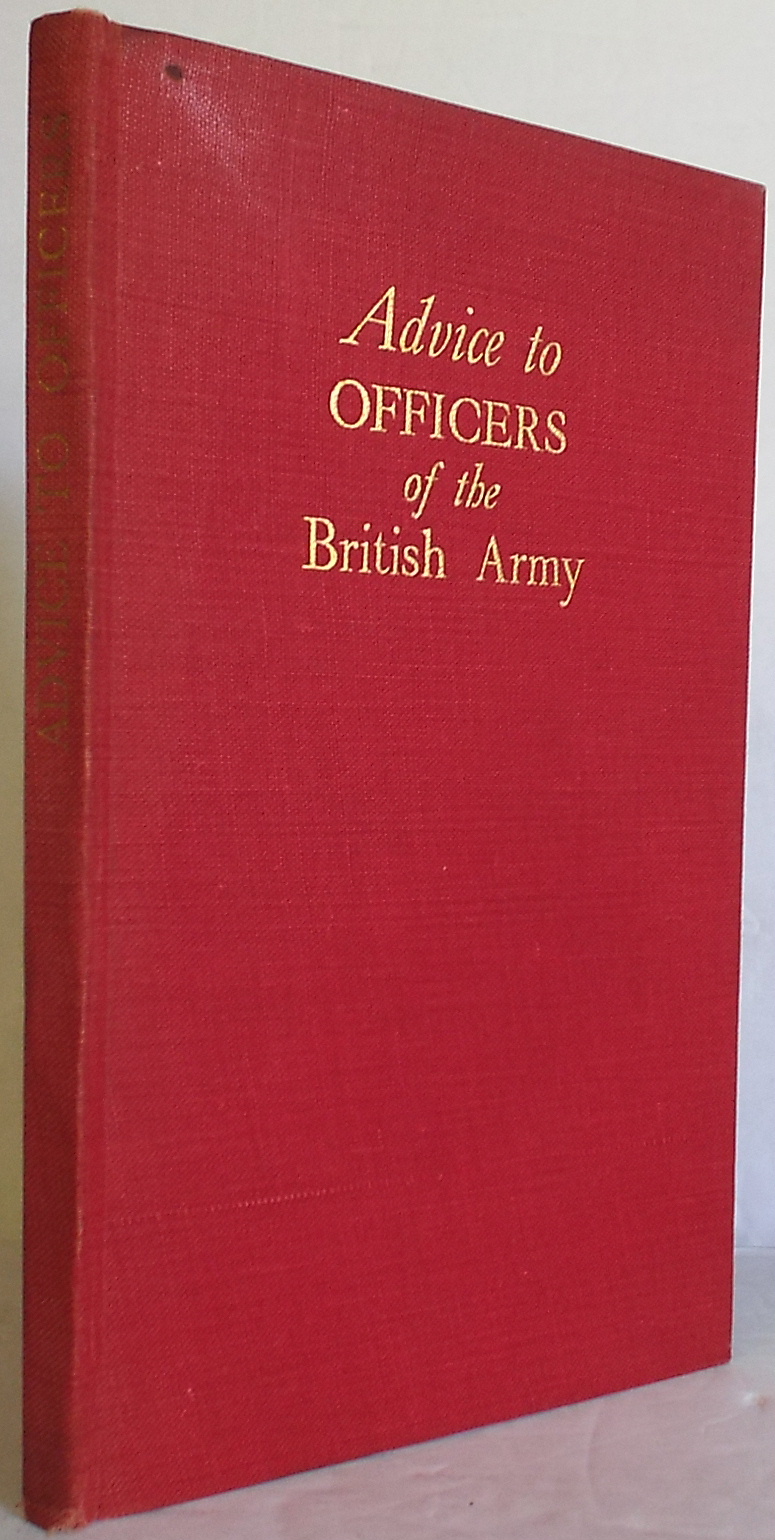 ADVICE TO OFFICERS
Advice to
OFFICERS
of the
British Army